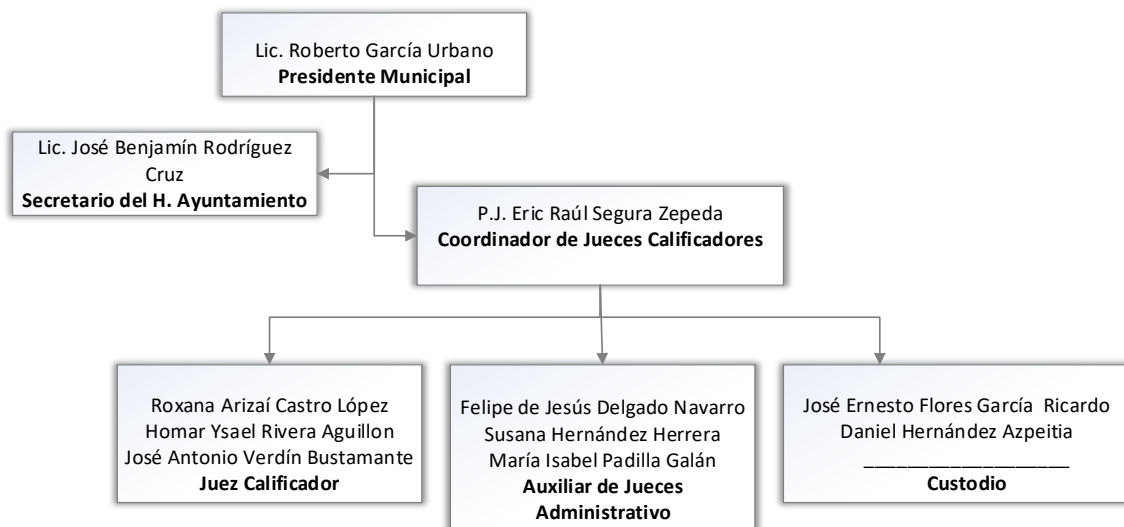 Lic. Roberto García Urbano
Presidente Municipal
Lic. José Benjamín Rodríguez
Cruz
Secretario del H. Ayuntamiento
P.J. Eric Raúl Segura Zepeda
Coordinador de Jueces Calificadores
Roxana Arizaí Castro López
Homar Ysael Rivera Aguillon
José Antonio Verdín Bustamante
Juez Calificador
Felipe de Jesús Delgado Navarro
Susana Hernández Herrera
María Isabel Padilla Galán
Auxiliar de Jueces
Administrativo
José Ernesto Flores García  Ricardo
Daniel Hernández Azpeitia
___________________
Custodio